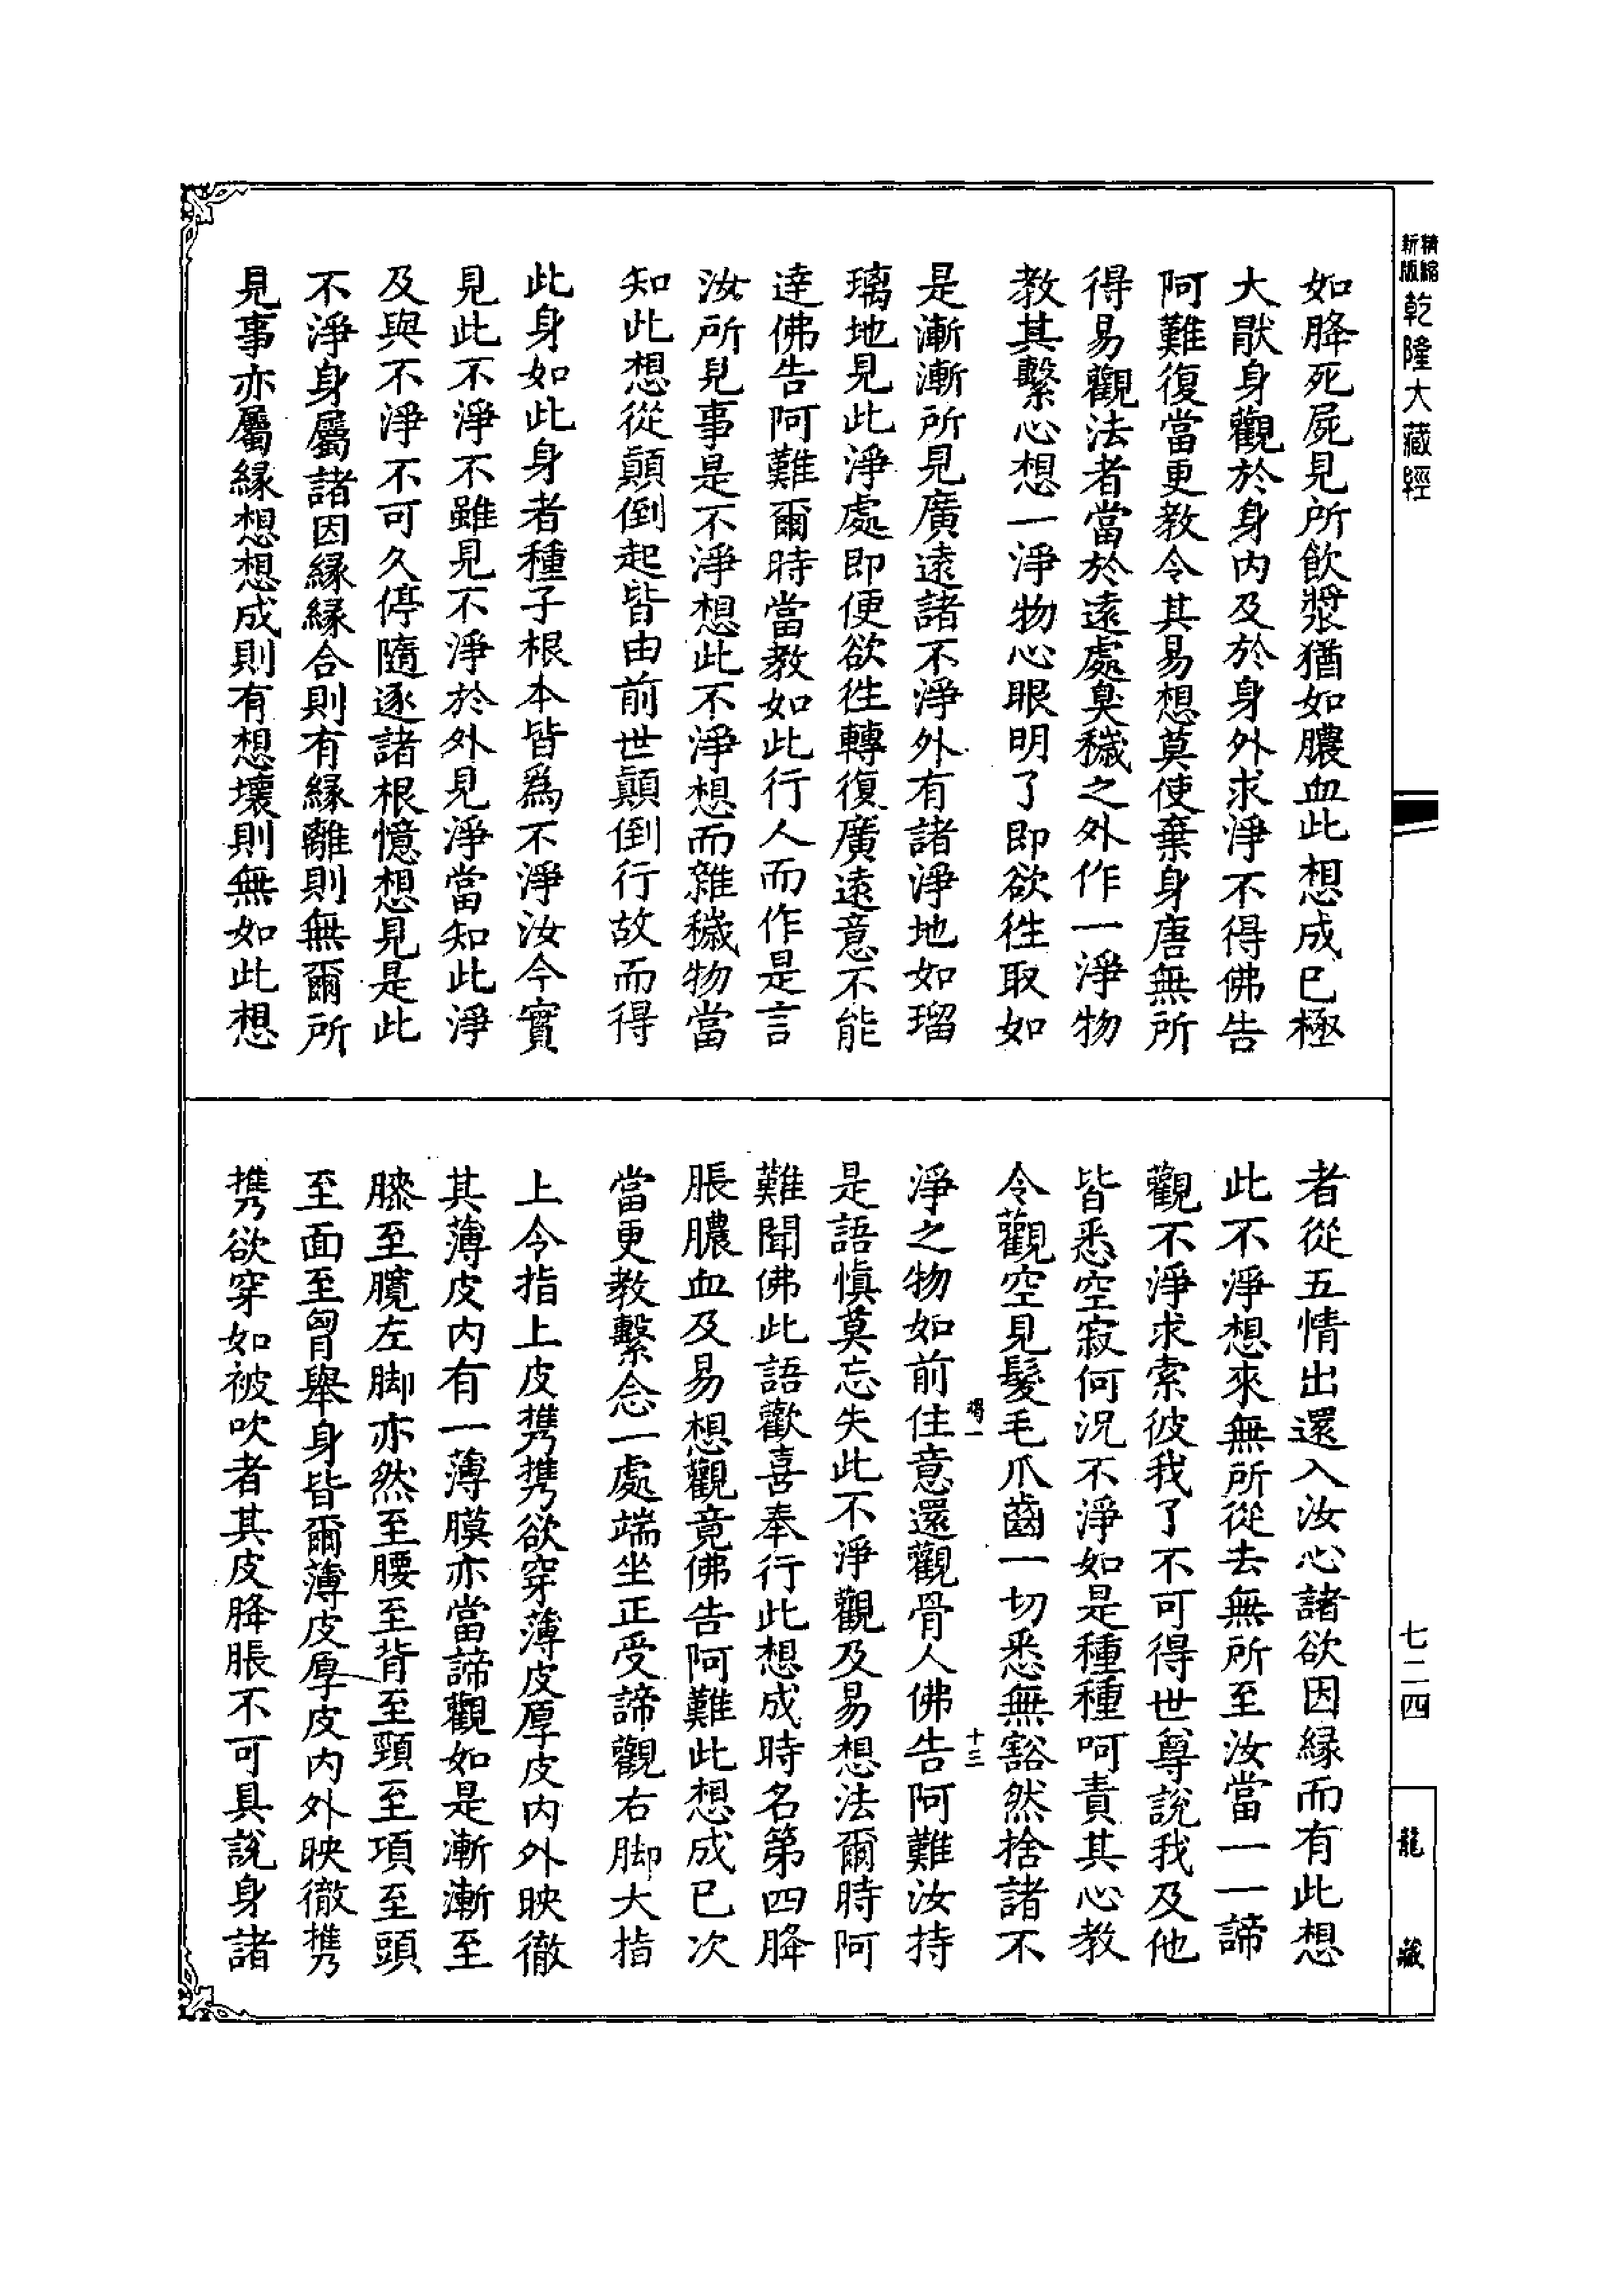 精縮
新版
乾隆大藏經
如胮死屍見所飲漿猶如膿血此想成已極
大厭身觀於身内及於身外求淨不得佛告
阿難復當更教令其易想莫使棄身唐無所
得易觀法者當於遠處臭穢之外作一淨物
教其繫心想一淨物心眼明了即欲徃取如
是漸漸所見廣遠諸不淨外有諸淨地如瑠
璃地見此淨處即便欲徃轉復廣遠意不能
逹佛告阿難爾時當教如此行人而作是言
汝所見事是不淨想此不淨想而雜穢物當
知此想從顛倒起皆由前世顛倒行故而得
此身如此身者種子根本皆爲不淨汝今實
見此不淨不雖見不淨於外見淨當知此淨
及與不淨不可久停隨逐諸根憶想見是此
不淨身屬諸因縁縁合則有縁離則無爾所
見事亦屬縁想想成則有想壞則無如此想
者從五情出還入汝心諸欲因縁而有此想
此不淨想來無所從去無所至汝當一一諦
觀不淨求索彼我了不可得世尊説我及他
皆悉空寂何況不淨如是種種呵責其心教
令觀空見髮毛爪齒一切悉無豁然捨諸不
竭一
十三
淨之物如前住意還觀骨人佛告阿難汝持
是語慎莫忘失此不淨觀及易想法爾時阿
難聞佛此語歡喜奉行此想成時名第四胮
脹膿血及易想觀竟佛告阿難此想成已次
當更教繫念一處端坐正受諦觀右脚大指
上令指上皮㩗㩗欲穿薄皮厚皮内外映徹
其薄皮内有一薄膜亦當諦觀如是漸漸至
膝至臗左脚亦然至腰至背至頸至項至頭
至面至胷舉身皆爾薄皮厚皮内外映徹㩗
㩗欲穿如被吹者其皮胮脹不可具説身諸
七二四
龍藏